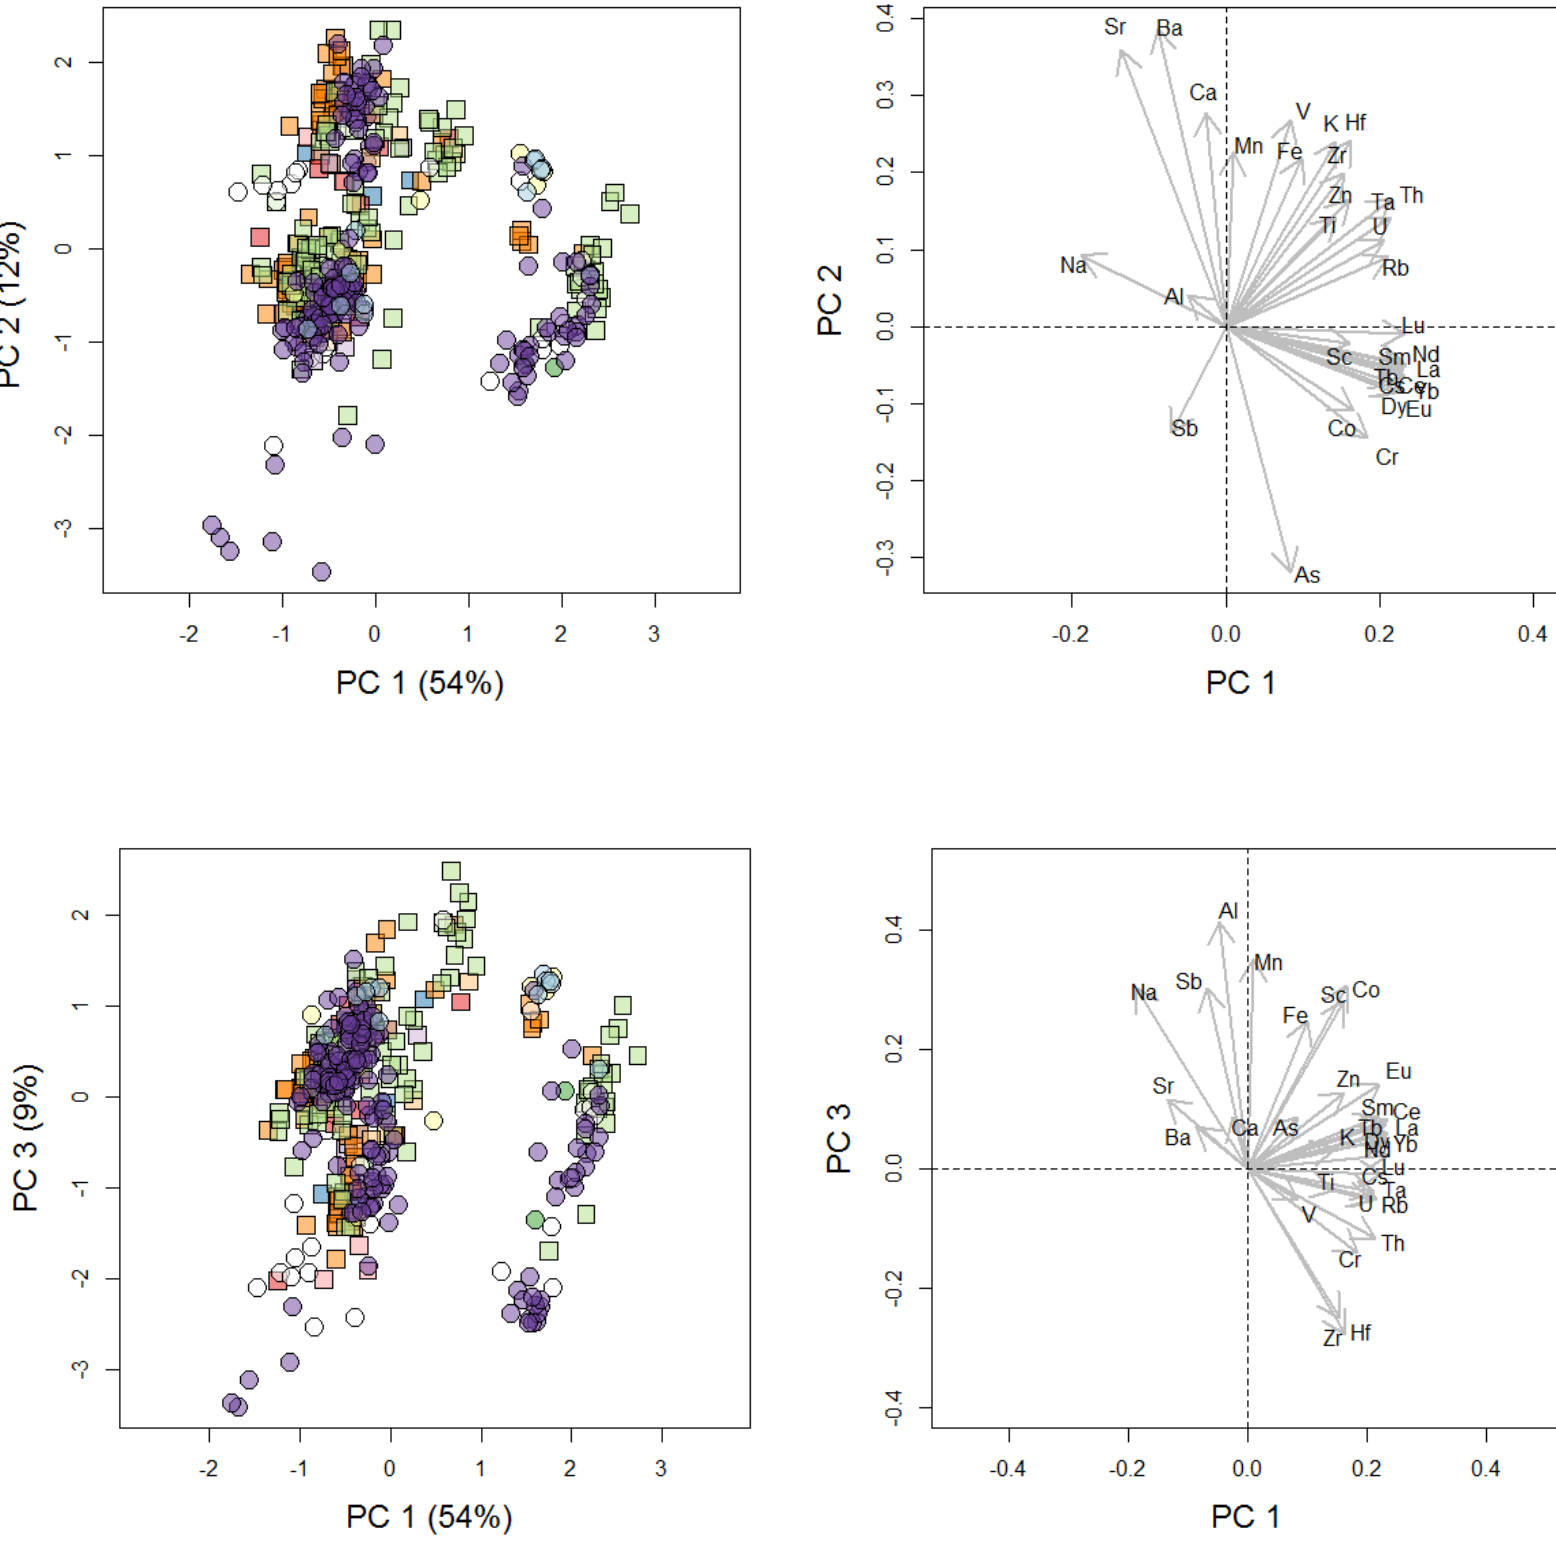 2
1
0
-1
-2
-3
PC 2 (12%)
-2
-1
0
1
2
3
PC 1 (54%)
0.4
0.3
0.2
0.1
0.0
-0.1
-0.2
-0.3
PC 2
Sr
Ba
Ca
V
K
Hf
Mn
Fe
Zr
Zn
Ta
Th
Ti
U
Na
Rb
Al
Lu
Sc
Sm
Nd
La
Tb
Cs
Ce
Yb
Dy
Eu
Sb
Co
Cr
As
-0.2
0.0
0.2
0.4
PC 1
2
1
0
-1
-2
-3
PC 3 (9%)
-2
-1
0
1
2
3
PC 1 (54%)
0.4
0.2
0.0
-0.2
-0.4
PC 3
Al
Mn
Sb
Na
Sc
Co
Fe
Eu
Zn
Sr
Sm
Ce
Ca
As
Tb
La
Ba
K
Dy
Yb
Nd
Lu
Cs
Ti
Ta
U
Rb
V
Th
Cr
Zr
Hf
-0.4
-0.2
0.0
0.2
0.4
PC 1